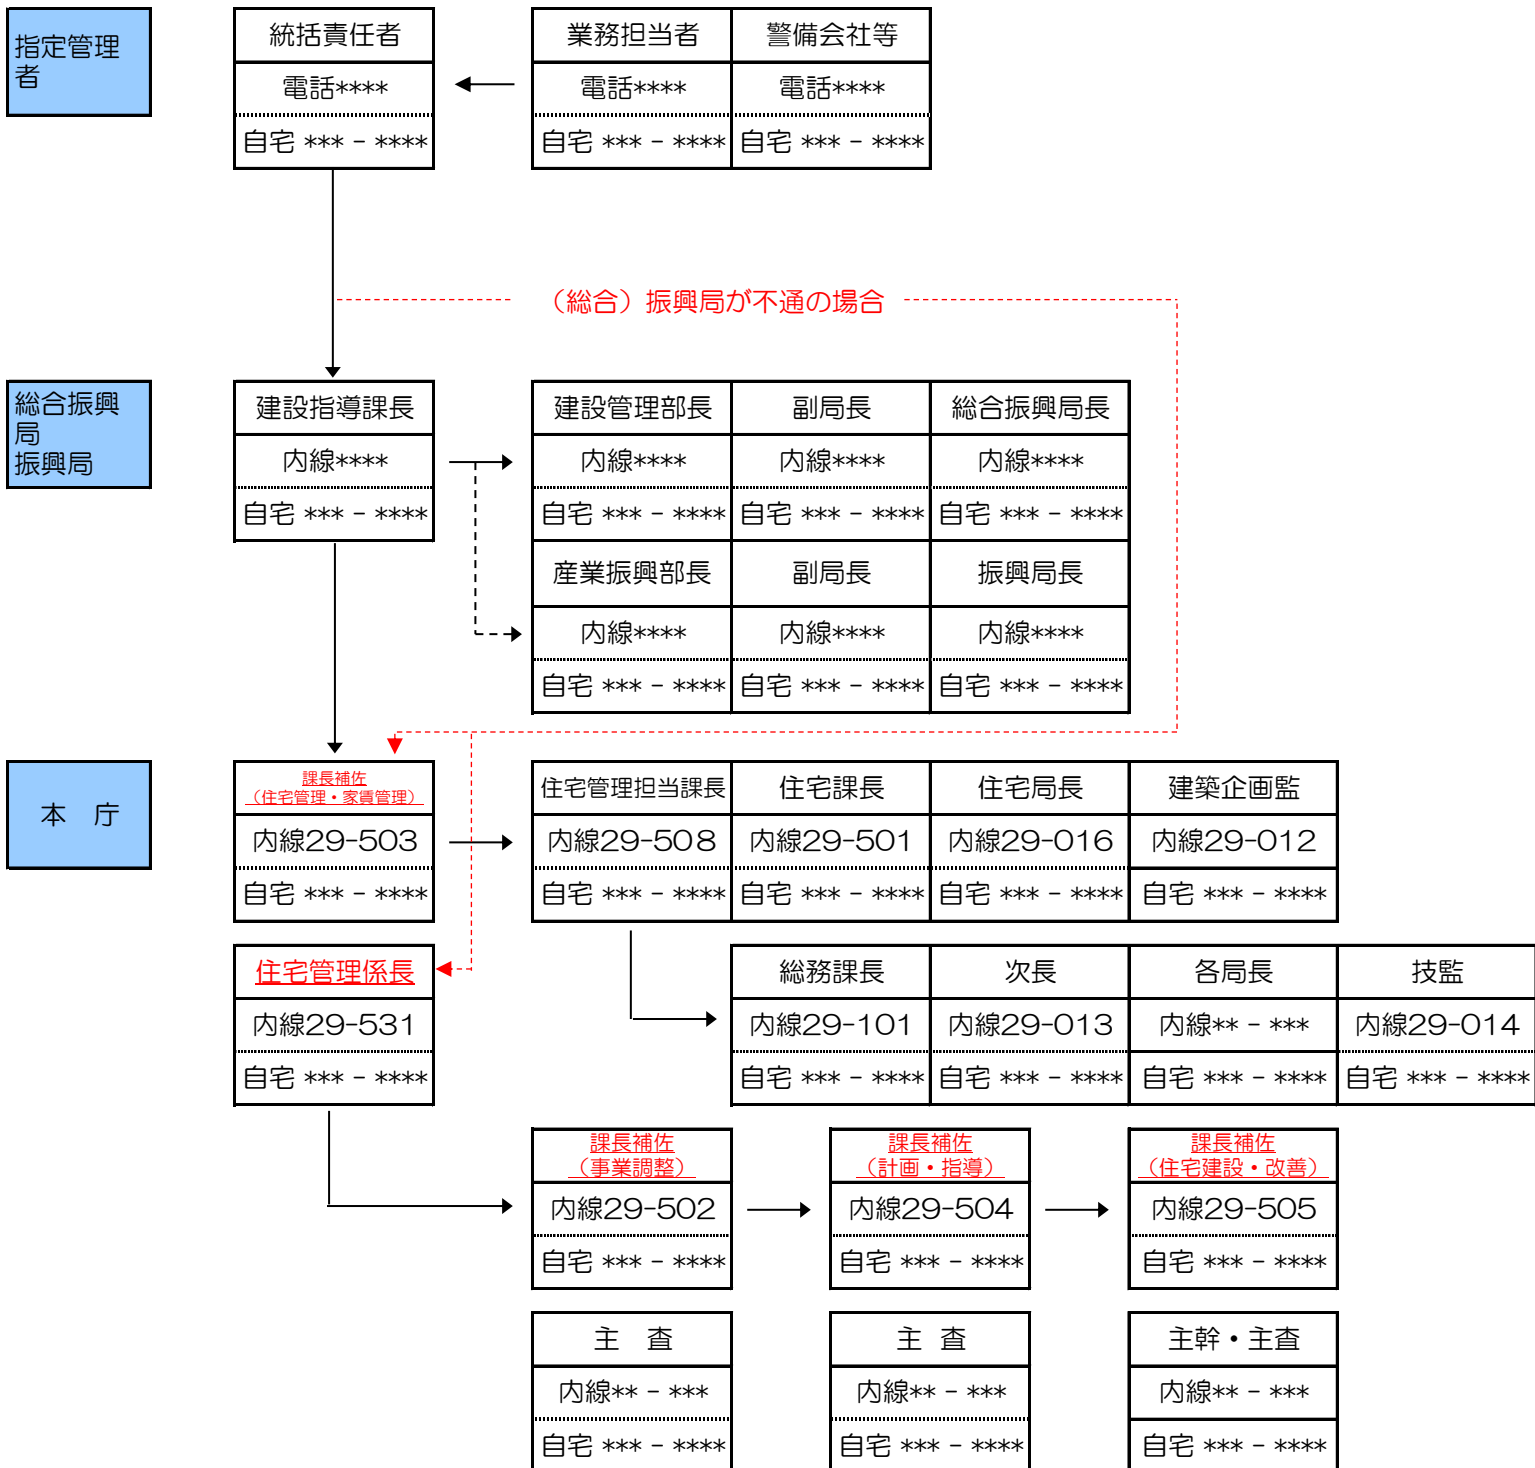 指定管理
者
統括責任者
業務担当者
警備会社等
電話****
電話****
電話****
自宅 *** - ****
自宅 *** - ****
自宅 *** - ****
（総合）振興局が不通の場合
総合振興
局
振興局
建設指導課長
建設管理部長
副局長
総合振興局長
内線****
内線****
内線****
内線****
自宅 *** - ****
自宅 *** - ****
自宅 *** - ****
自宅 *** - ****
産業振興部長
副局長
振興局長
内線****
内線****
内線****
自宅 *** - ****
自宅 *** - ****
自宅 *** - ****
本　庁
課長補佐
（住宅管理・家賃管理）
住宅管理担当課長
住宅課長
住宅局長
建築企画監
内線29-503
内線29-508
内線29-501
内線29-016
内線29-012
自宅 *** - ****
自宅 *** - ****
自宅 *** - ****
自宅 *** - ****
自宅 *** - ****
住宅管理係長
総務課長
次長
各局長
技監
内線29-531
内線29-101
内線29-013
内線** - ***
内線29-014
自宅 *** - ****
自宅 *** - ****
自宅 *** - ****
自宅 *** - ****
自宅 *** - ****
課長補佐
（事業調整）
課長補佐
（計画・指導）
課長補佐
（住宅建設・改善）
内線29-502
内線29-504
内線29-505
自宅 *** - ****
自宅 *** - ****
自宅 *** - ****
主　査
主 査
主幹・主査
内線** - ***
内線** - ***
内線** - ***
自宅 *** - ****
自宅 *** - ****
自宅 *** - ****